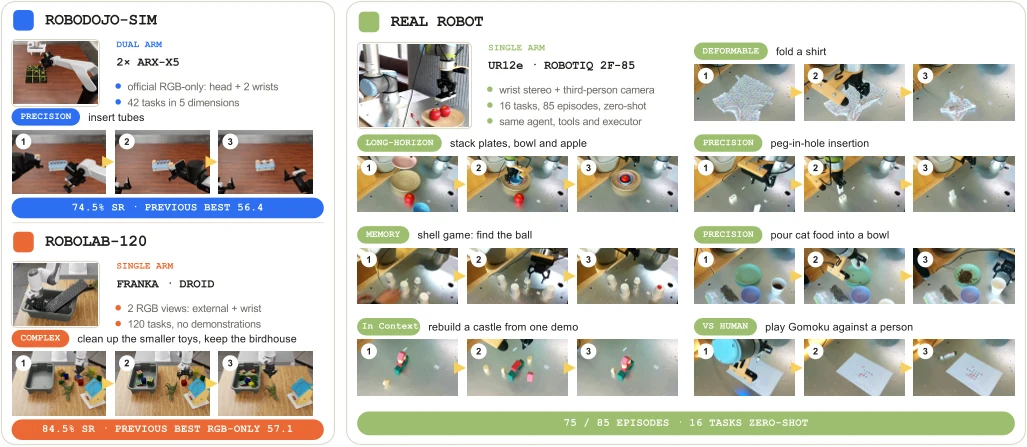 ROBODOJO-SIM
DUAL ARM
2× ARX-X5
official RGB-only: head + 2 wrists
42 tasks in 5 dimensions
PRECISION insert tubes
1 2 3
74.5% SR · PREVIOUS BEST 56.4
ROBOLAB-120
SINGLE ARM
FRANKA · DROID
2 RGB views: external + wrist
120 tasks, no demonstrations
COMPLEX clean up the smaller toys, keep the birdhouse
1 2 3
84.5% SR · PREVIOUS BEST RGB-ONLY 57.1
REAL ROBOT
SINGLE ARM
UR12e · ROBOTIQ 2F-85
wrist stereo + third-person camera
16 tasks, 85 episodes, zero-shot
same agent, tools and executor
DEFORMABLE fold a shirt
1 2 3
LONG-HORIZON stack plates, bowl and apple
1 2 3
PRECISION peg-in-hole insertion
1 2 3
MEMORY shell game: find the ball
1 2 3
PRECISION pour cat food into a bowl
1 2 3
In Context rebuild a castle from one demo
1 2 3
VS HUMAN play Gomoku against a person
1 2 3
75 / 85 EPISODES · 16 TASKS ZERO-SHOT